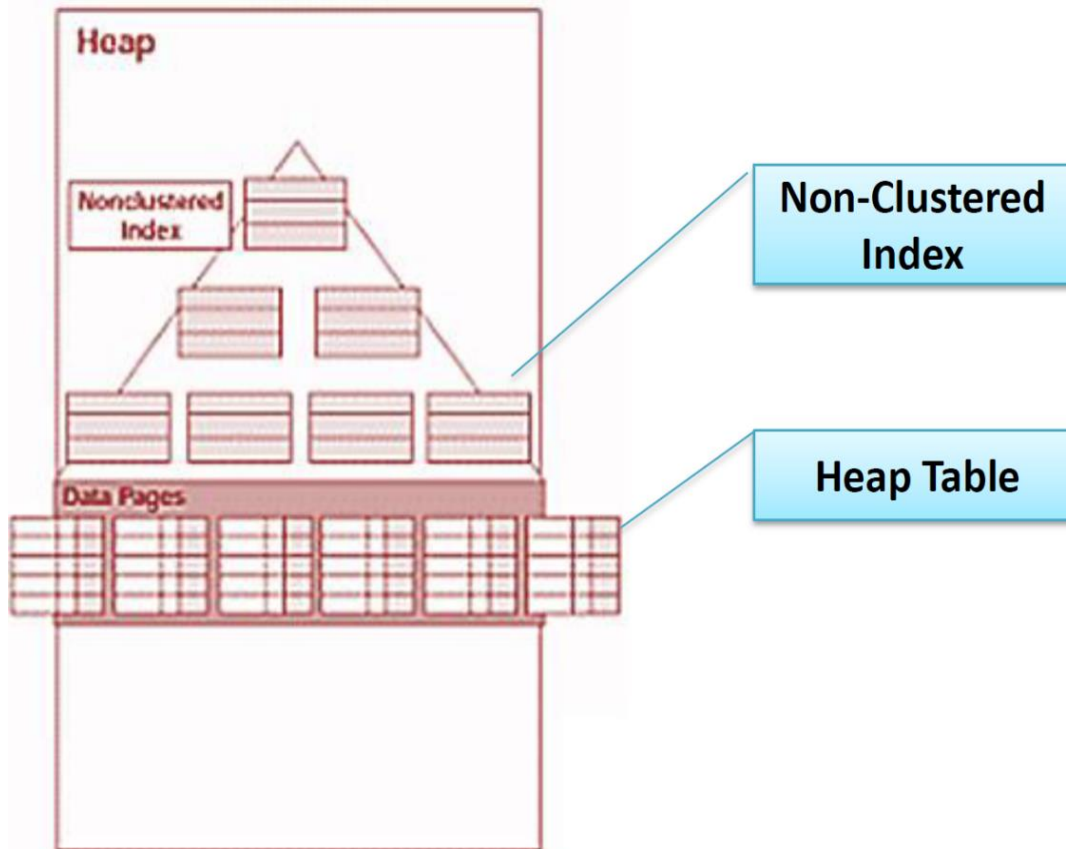 Heap
Nonclustered
Index
Data Pages
Non-Clustered
Index
Heap Table